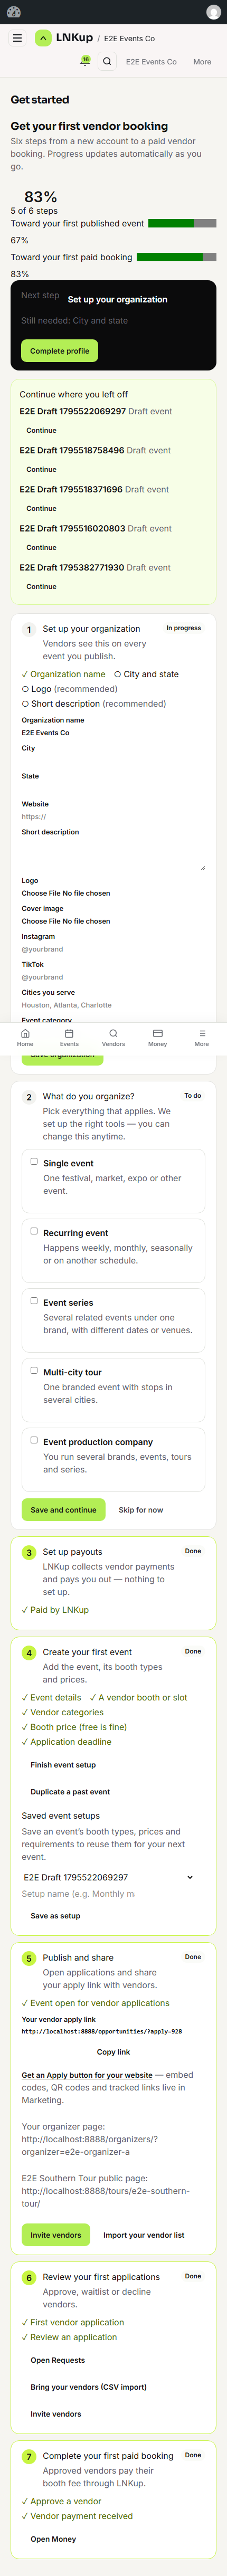 LNKup / E2E Events Co
16
E2E Events Co More
Get started
Get your first vendor booking
Six steps from a new account to a paid vendor
booking. Progress updates automatically as you
go.
83%
5 of 6 steps
Toward your first published event
67%
Toward your first paid booking
83%
Next step Set up your organization
Still needed: City and state
Complete profile
Continue where you left off
E2E Draft 1795522069297 Draft event
Continue
E2E Draft 1795518758496 Draft event
Continue
E2E Draft 1795518371696 Draft event
Continue
E2E Draft 1795516020803 Draft event
Continue
E2E Draft 1795382771930 Draft event
Continue
1 Set up your organization In progress
Vendors see this on every
event you publish.
✓ Organization name ○ City and state
○ Logo (recommended)
○ Short description (recommended)
Organization name
E2E Events Co
City
State
Website
https://
Short description
Logo
Choose File No file chosen
Cover image
Choose File No file chosen
Instagram
@yourbrand
TikTok
@yourbrand
Cities you serve
Houston, Atlanta, Charlotte
Event category
Home Events Vendors Money More
Save organization
2 What do you organize? To do
Pick everything that applies. We
set up the right tools — you can
change this anytime.
Single event
One festival, market, expo or other
event.
Recurring event
Happens weekly, monthly, seasonally
or on another schedule.
Event series
Several related events under one
brand, with different dates or venues.
Multi-city tour
One branded event with stops in
several cities.
Event production company
You run several brands, events, tours
and series.
Save and continue Skip for now
3 Set up payouts Done
LNKup collects vendor payments
and pays you out — nothing to
set up.
✓ Paid by LNKup
4 Create your first event Done
Add the event, its booth types
and prices.
✓ Event details ✓ A vendor booth or slot
✓ Vendor categories
✓ Booth price (free is fine)
✓ Application deadline
Finish event setup
Duplicate a past event
Saved event setups
Save an event's booth types, prices and
requirements to reuse them for your next
event.
E2E Draft 1795522069297
Setup name (e.g. Monthly m
Save as setup
5 Publish and share Done
Open applications and share
your apply link with vendors.
✓ Event open for vendor applications
Your vendor apply link
http://localhost:8888/opportunities/?apply=928
Copy link
Get an Apply button for your website — embed
codes, QR codes and tracked links live in
Marketing.
Your organizer page:
http://localhost:8888/organizers/?
organizer=e2e-organizer-a
E2E Southern Tour public page:
http://localhost:8888/tours/e2e-southern-
tour/
Invite vendors Import your vendor list
6 Review your first applications Done
Approve, waitlist or decline
vendors.
✓ First vendor application
✓ Review an application
Open Requests
Bring your vendors (CSV import)
Invite vendors
7 Complete your first paid booking Done
Approved vendors pay their
booth fee through LNKup.
✓ Approve a vendor
✓ Vendor payment received
Open Money